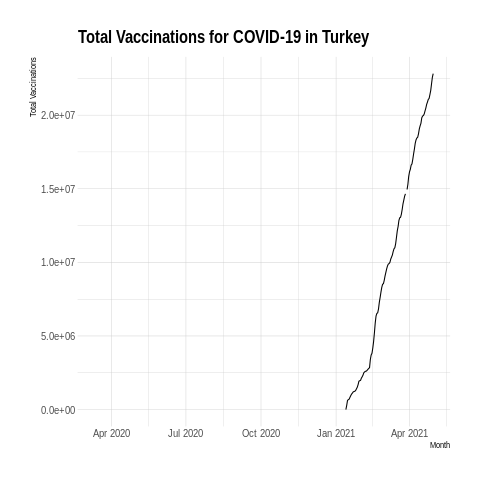 Total Vaccinations for COVID-19 in Turkey
Total Vaccinations
2.0e+07
1.5e+07
1.0e+07
5.0e+06
0.0e+00
Apr 2020 Jul 2020 Oct 2020 Jan 2021 Apr 2021
Month